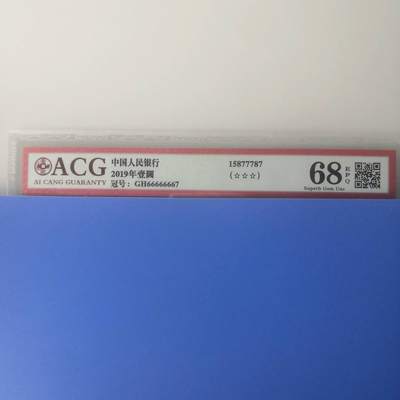 ACG
AI CANG GUARANTY
中国人民银行
2019年壹圆
冠号：GH66666667
15877787
(☆☆☆)
68
EPQ
Superb Gem Unc